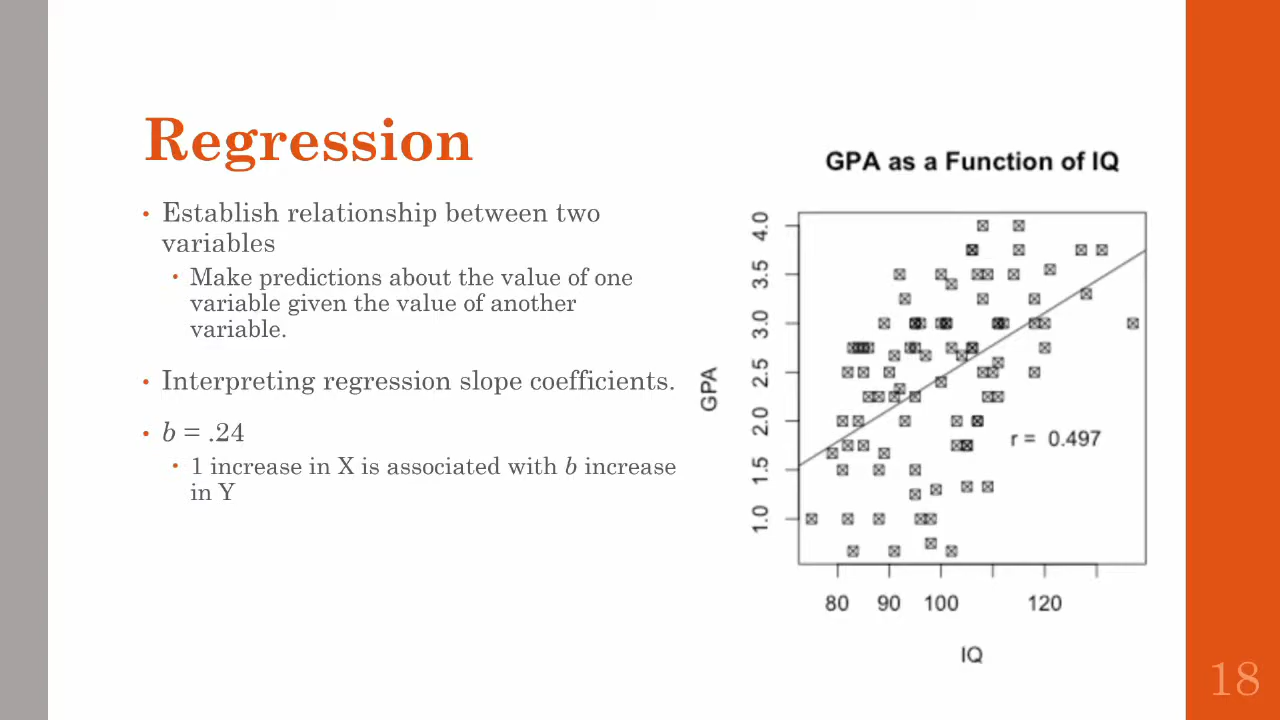 Regression
• Establish relationship between two
variables
• Make predictions about the value of one
variable given the value of another
variable.
• Interpreting regression slope coefficients.
• b = .24
• 1 increase in X is associated with b increase
in Y
GPA as a Function of IQ
4.0
3.5
3.0
2.5
2.0
1.5
1.0
GPA
r = 0.497
80 90 100 120
IQ
18